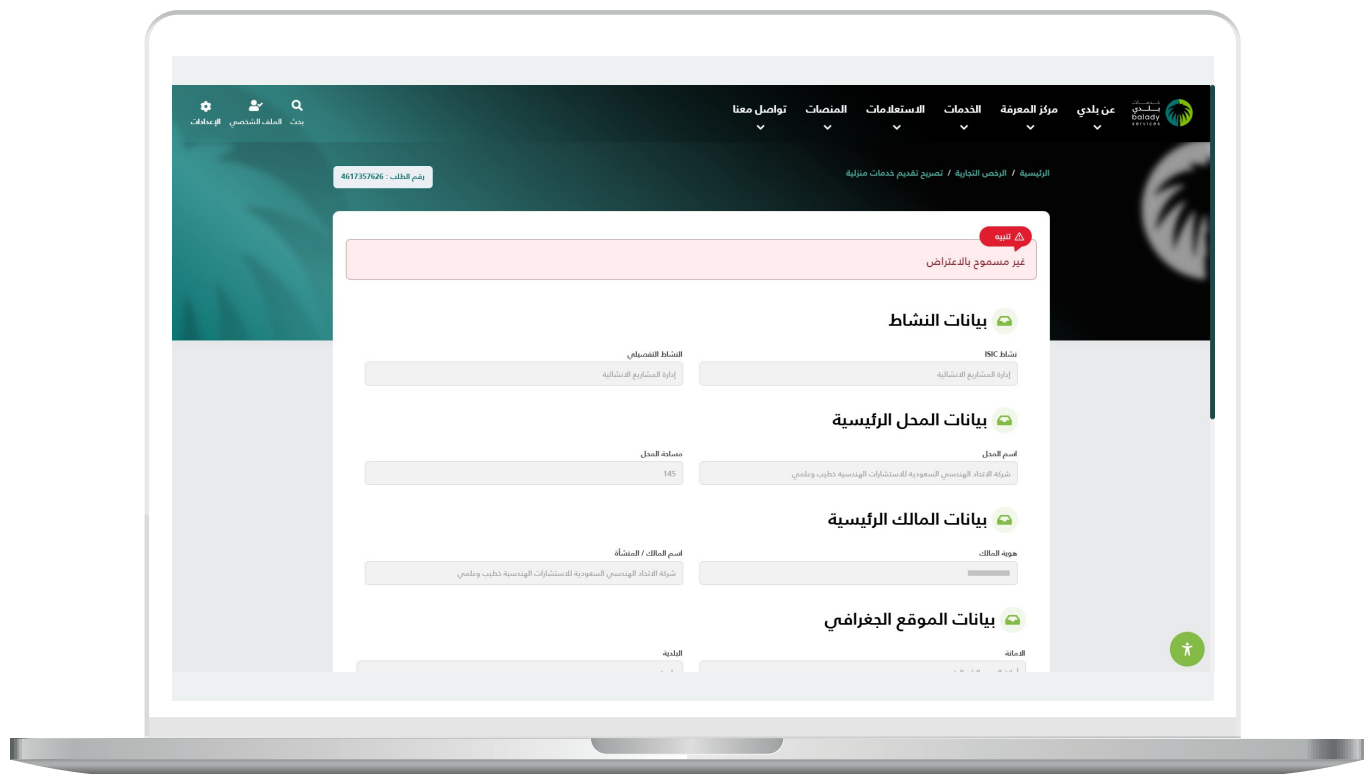 خدمات
بلدي
balady
services
عن بلدي
مركز المعرفة
الخدمات
الاستعلامات
المنصات
تواصل معنا
بحث
الملف الشخصي
الإعدادات
الرئيسية / الرخص التجارية / تصريح تقديم خدمات منزلية
رقم الطلب : 4617357626
تنبيه
غير مسموح بالاعتراض
بيانات النشاط
نشاط ISIC
النشاط التفصيلي
إدارة المشاريع الانشائية
إدارة المشاريع الانشائية
بيانات المحل الرئيسية
اسم المحل
مساحة المحل
شركة الاتحاد الهندسي السعودية للاستشارات الهندسية خطيب وعلمي
145
بيانات المالك الرئيسية
هوية المالك
اسم المالك / المنشأة
شركة الاتحاد الهندسي السعودية للاستشارات الهندسية خطيب وعلمي
بيانات الموقع الجغرافي
الامانة
البلدية